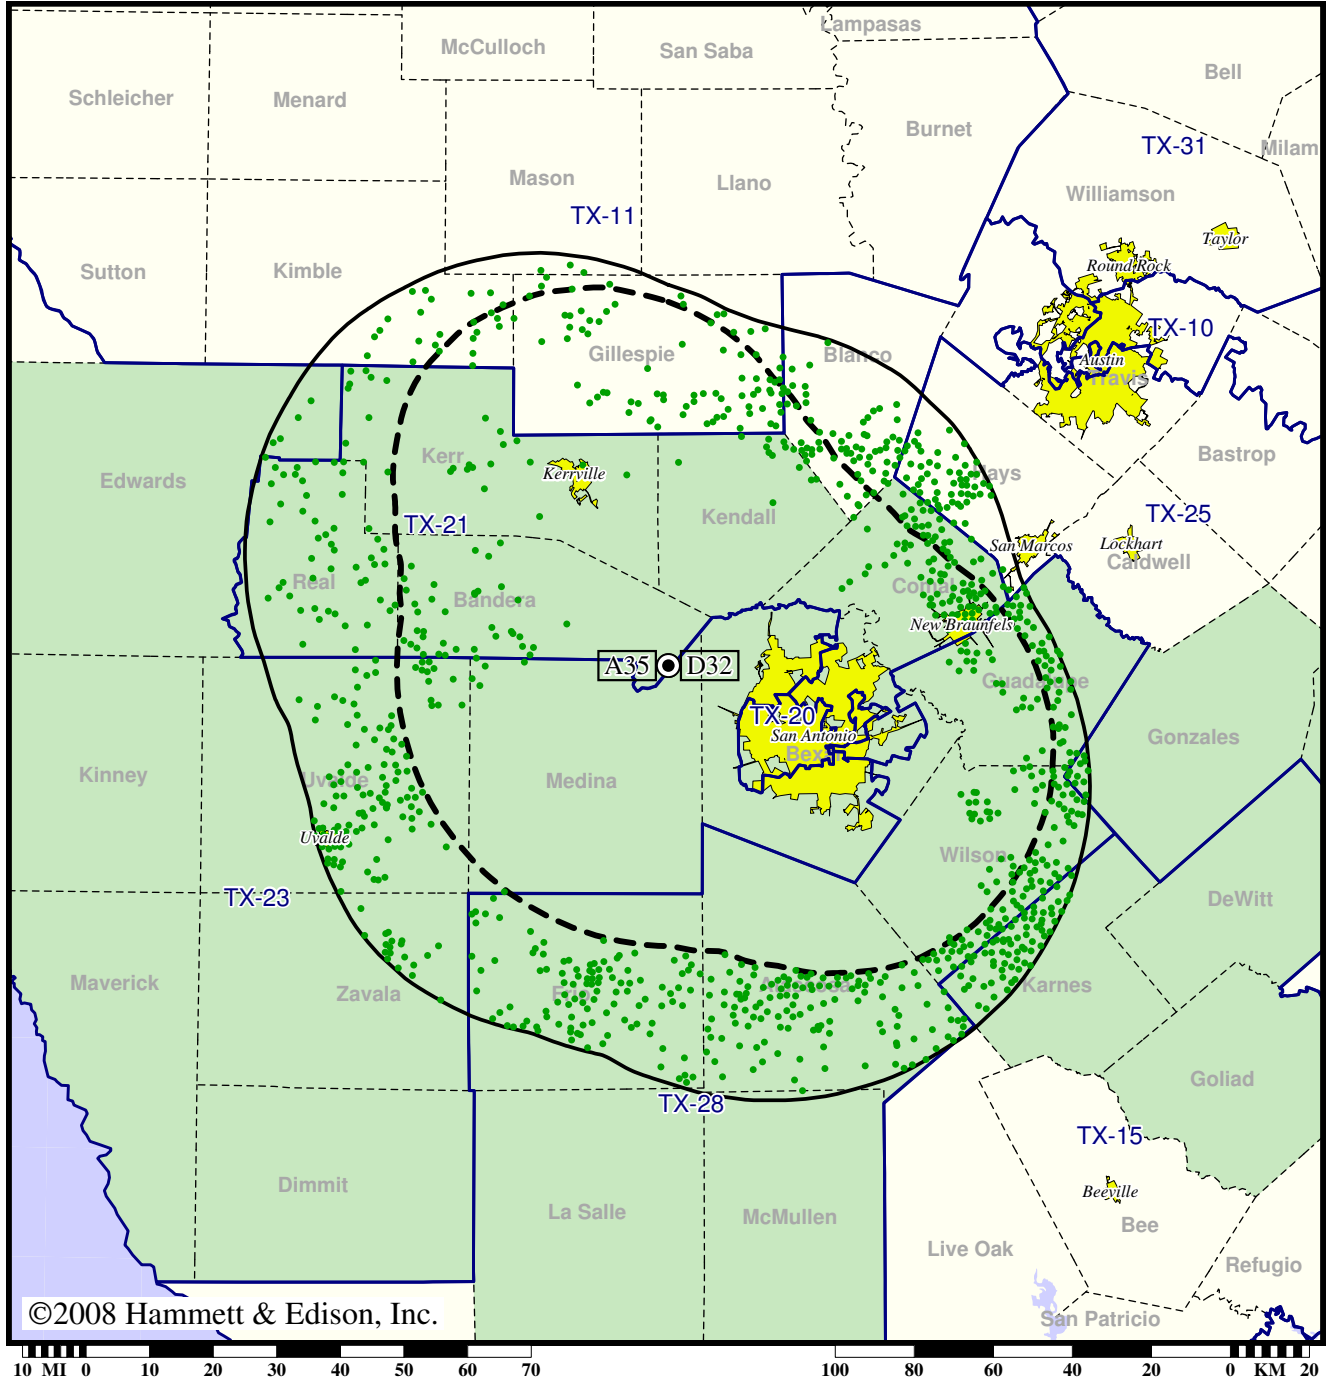 Lampasas
McCulloch
San Saba
Bell
Schleicher
Menard
Burnet
TX-31
Milam
Mason
Llano
Williamson
TX-11
Taylor
Sutton
Kimble
Round Rock
TX-10
Gillespie
Blanco
Austin
Travis
Kerr
Kerrville
Hays
Bastrop
Edwards
Kendall
TX-21
TX-25
San Marcos
Lockhart
Caldwell
Real
Comal
Bandera
New Braunfels
A35
D32
Guadalupe
TX-20
San Antonio
Bexar
Gonzales
Kinney
Uvalde
Medina
Uvalde
Wilson
TX-23
DeWitt
Maverick
Zavala
Frio
Atascosa
Karnes
Goliad
TX-28
TX-15
Dimmit
Beeville
La Salle
McMullen
Bee
Live Oak
Refugio
©2008 Hammett & Edison, Inc.
San Patricio
10 MI 0 10 20 30 40 50 60 70
100 80 60 40 20 0 KM 20